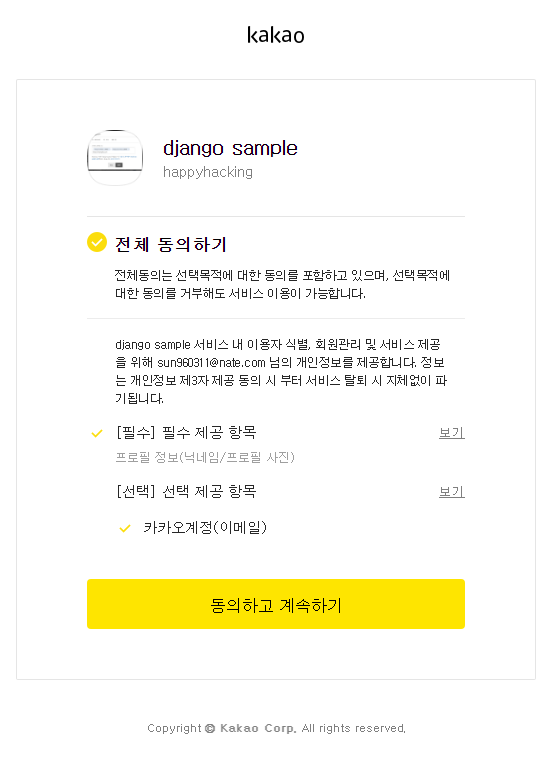 kakao
django sample
happyhacking
전체 동의하기
전체동의는 선택목적에 대한 동의를 포함하고 있으며, 선택목적에
대한 동의를 거부해도 서비스 이용이 가능합니다.
django sample 서비스 내 이용자 식별, 회원관리 및 서비스 제공
을 위해 sun960311@nate.com 님의 개인정보를 제공합니다. 정보
는 개인정보 제3자 제공 동의 시 부터 서비스 탈퇴 시 지체없이 파
기됩니다.
[필수] 필수 제공 항목 보기
프로필 정보(닉네임/프로필 사진)
[선택] 선택 제공 항목 보기
카카오계정(이메일)
동의하고 계속하기
Copyright © Kakao Corp. All rights reserved.